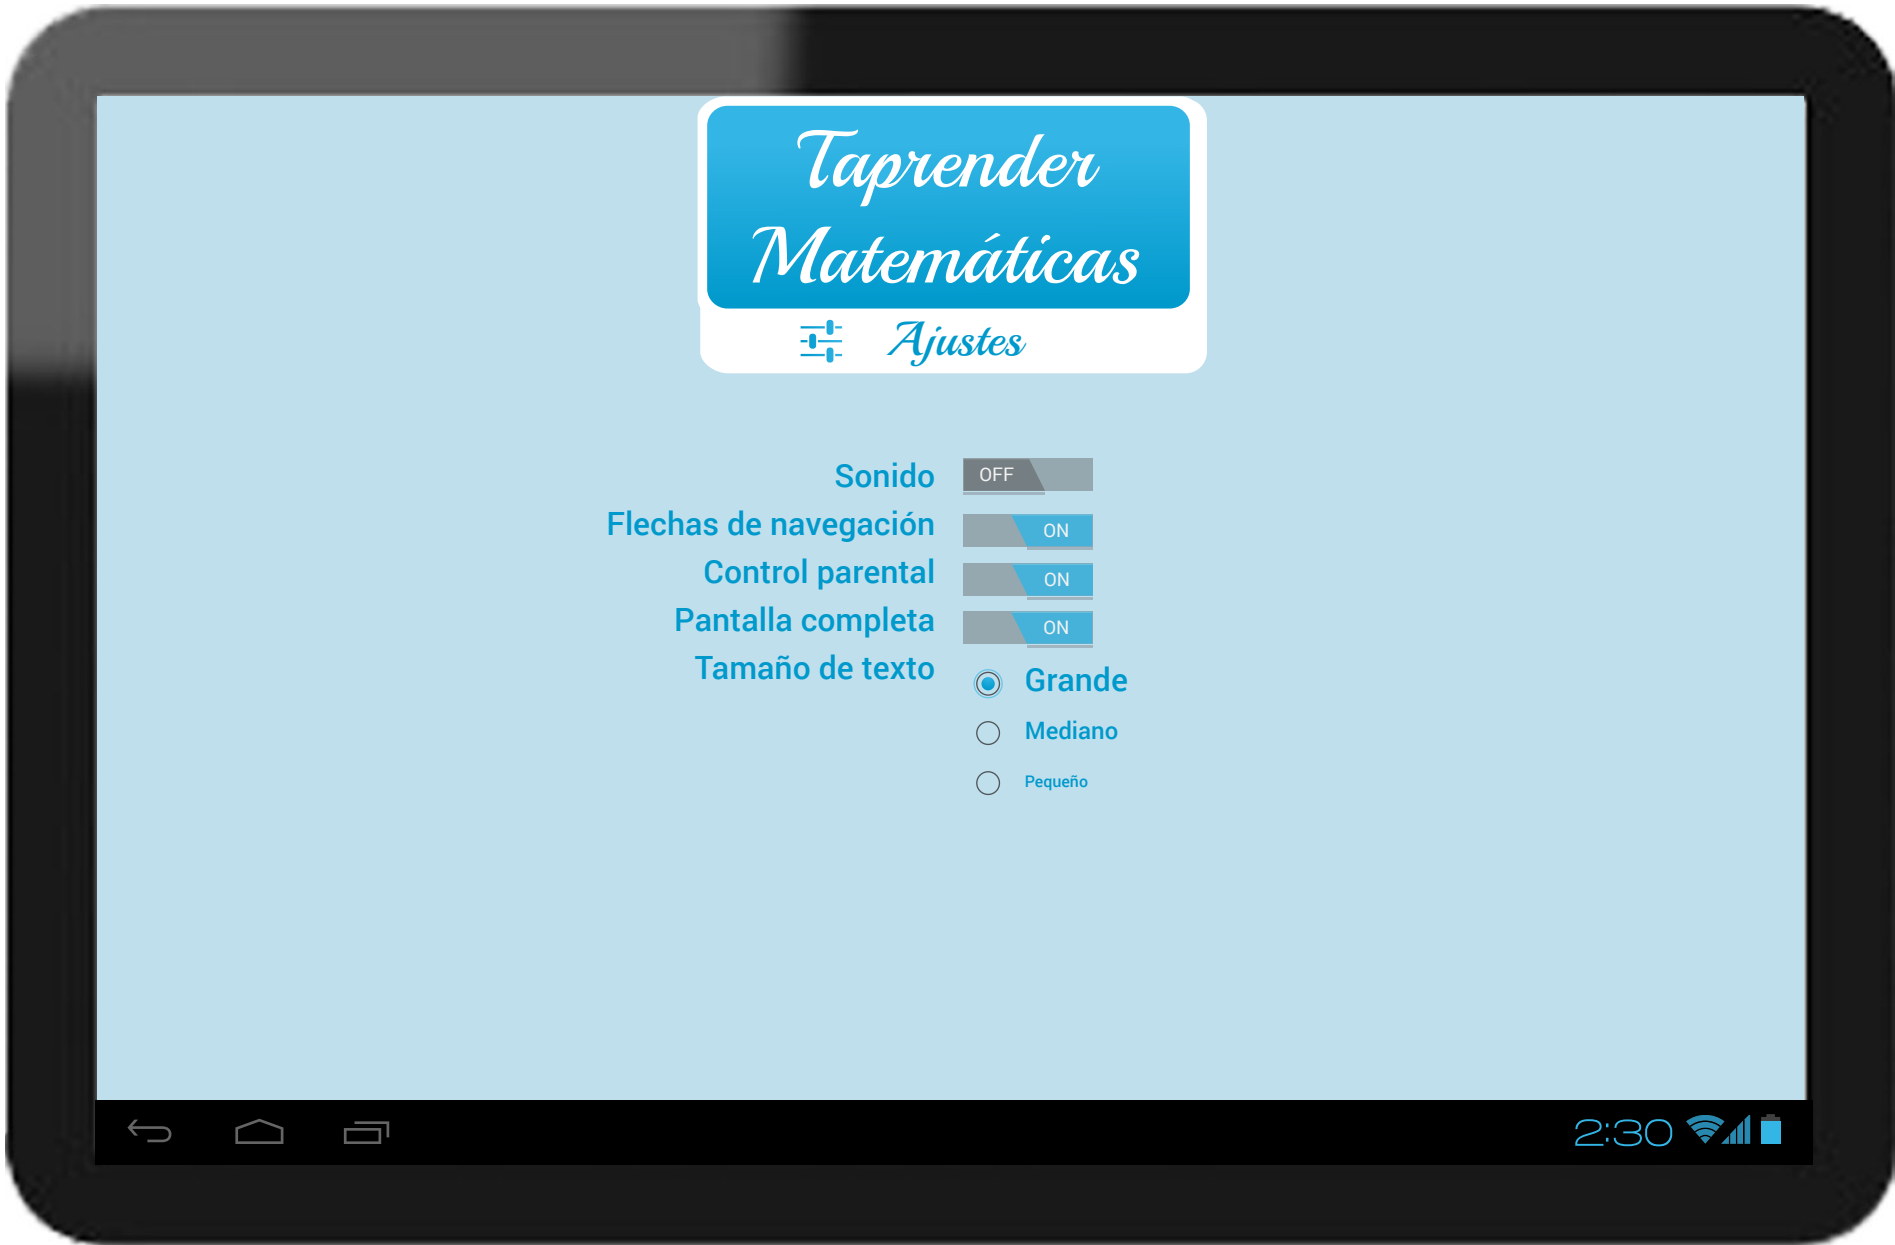 Taprender
Matemáticas
Ajustes
Sonido OFF
Flechas de navegación ON
Control parental ON
Pantalla completa ON
Tamaño de texto Grande
Mediano
Pequeño
2:30